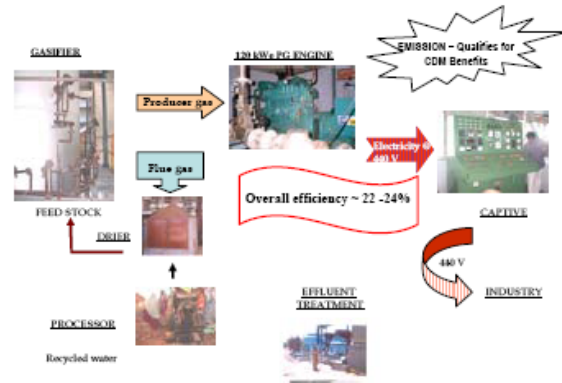 GASIFIER
120 kWe PG ENGINE
EMISSION – Qualifies for
CDM Benefits
Producer gas
Flue gas
Electricity @
440 V
Overall efficiency ~ 22 -24%
FEED STOCK
DRIER
CAPTIVE
440 V
INDUSTRY
EFFLUENT
TREATMENT
PROCESSOR
Recycled water